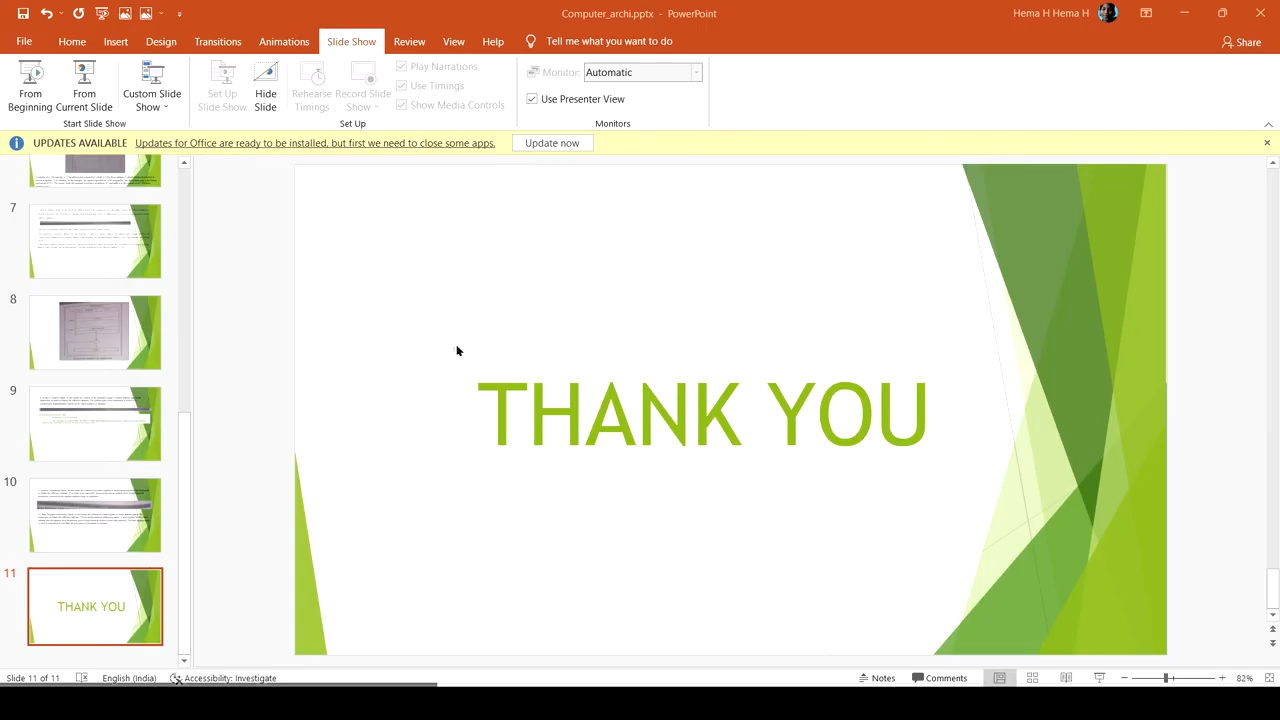 Computer_archi.pptx - PowerPoint
Hema H Hema H
File Home Insert Design Transitions Animations Slide Show Review View Help Tell me what you want to do
Share
From Beginning
From Current Slide
Custom Slide Show
Set Up Slide Show
Hide Slide
Rehearse Timings
Record Slide Show
Play Narrations
Use Timings
Show Media Controls
Monitor: Automatic
Use Presenter View
Start Slide Show
Set Up
Monitors
UPDATES AVAILABLE Updates for Office are ready to be installed, but first we need to close some apps. Update now
7
8
9
10
11
THANK YOU
THANK YOU
Slide 11 of 11 English (India) Accessibility: Investigate Notes Comments 82%